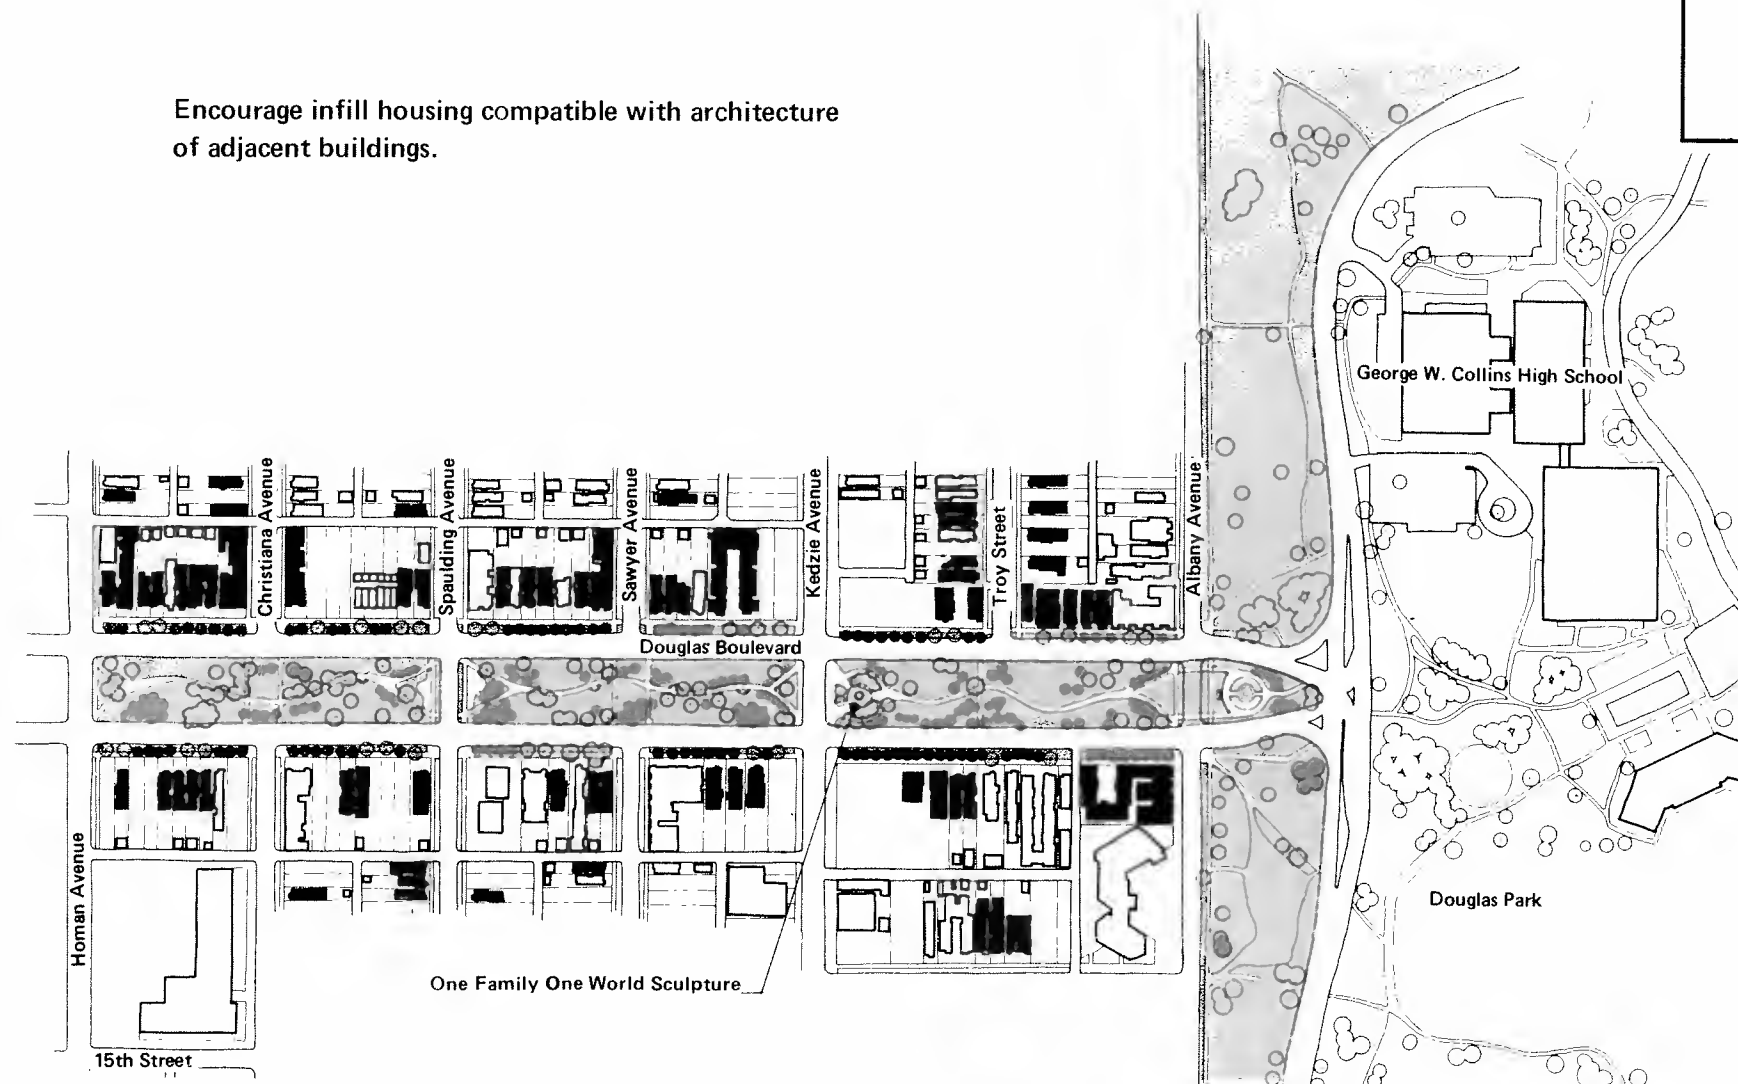 Encourage infill housing compatible with architecture
of adjacent buildings.
George W. Collins High School
Christiana Avenue
Spaulding Avenue
Sawyer Avenue
Kedzie Avenue
Troy Street
Albany Avenue
Douglas Boulevard
Homan Avenue
Douglas Park
One Family One World Sculpture
15th Street